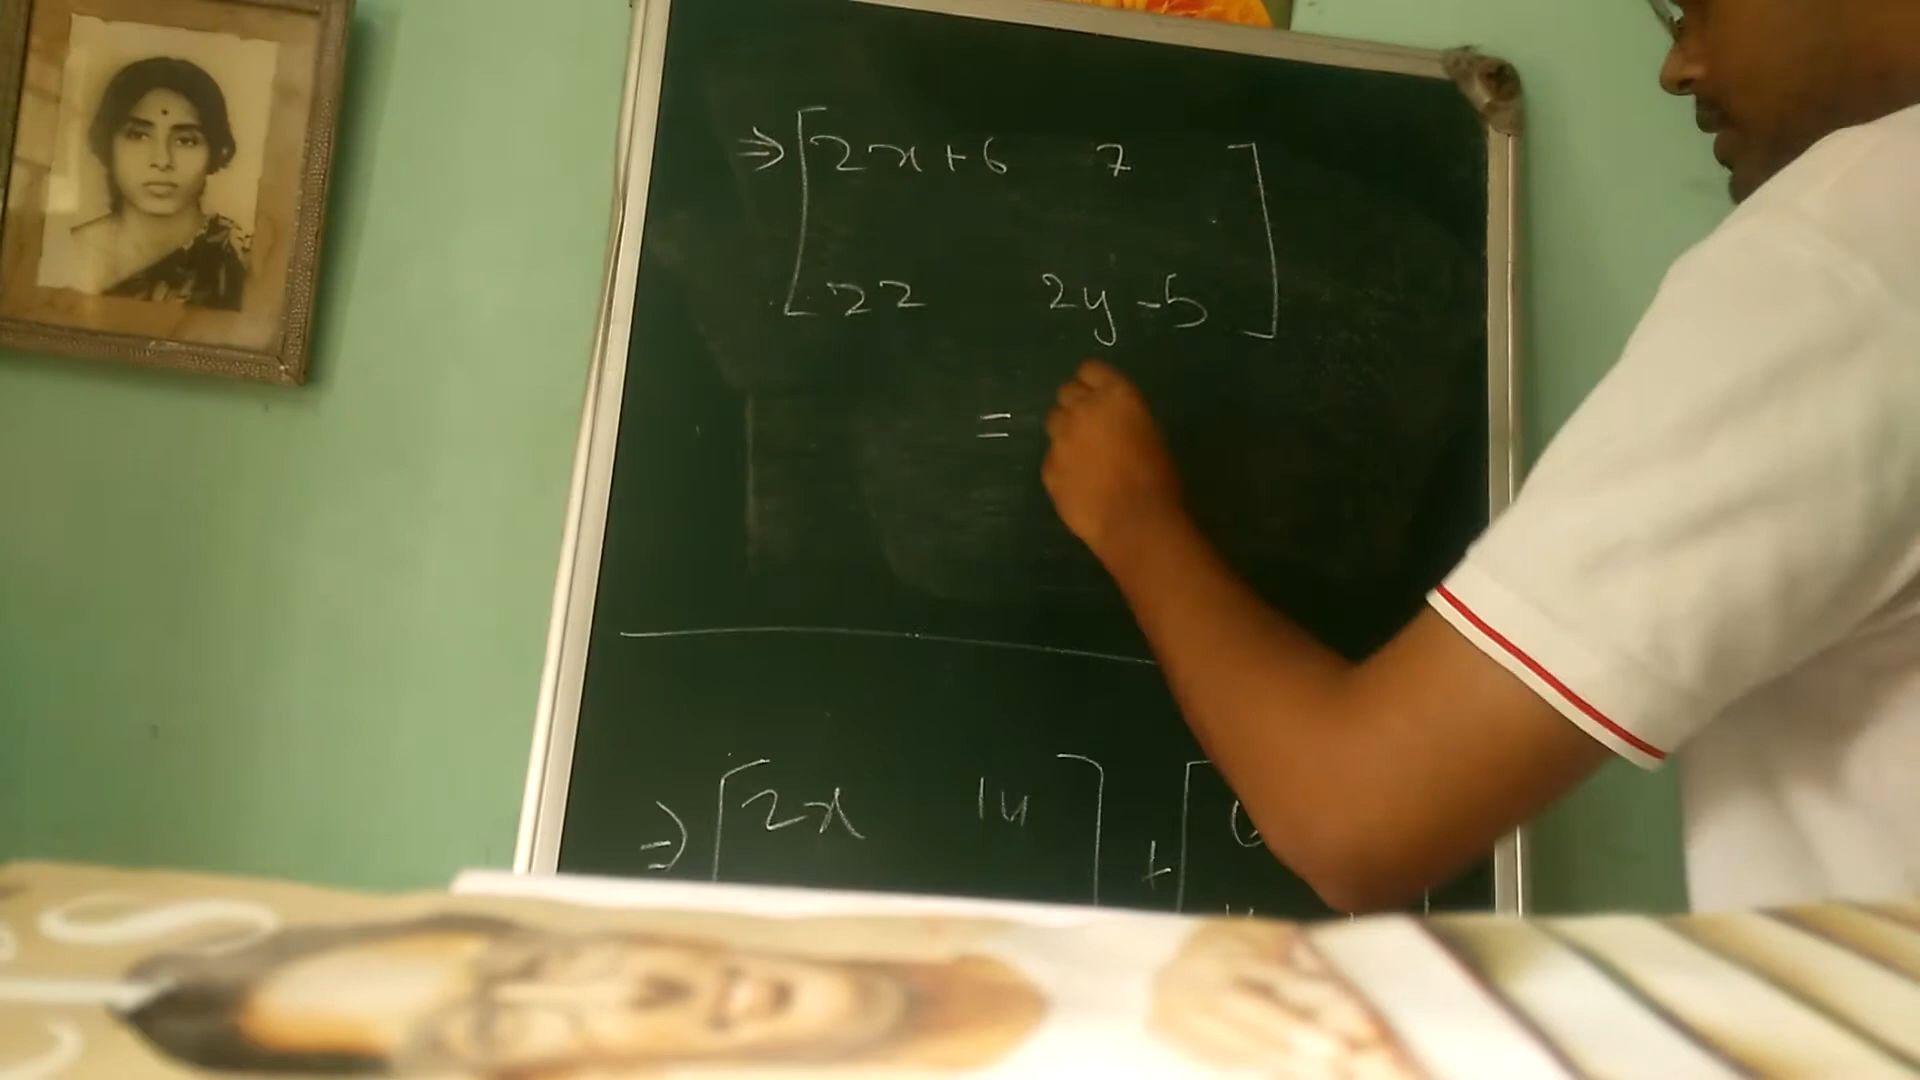 ⇒ [2x+6 7
22 2y-5]
=
⇒ [2x 14] + [